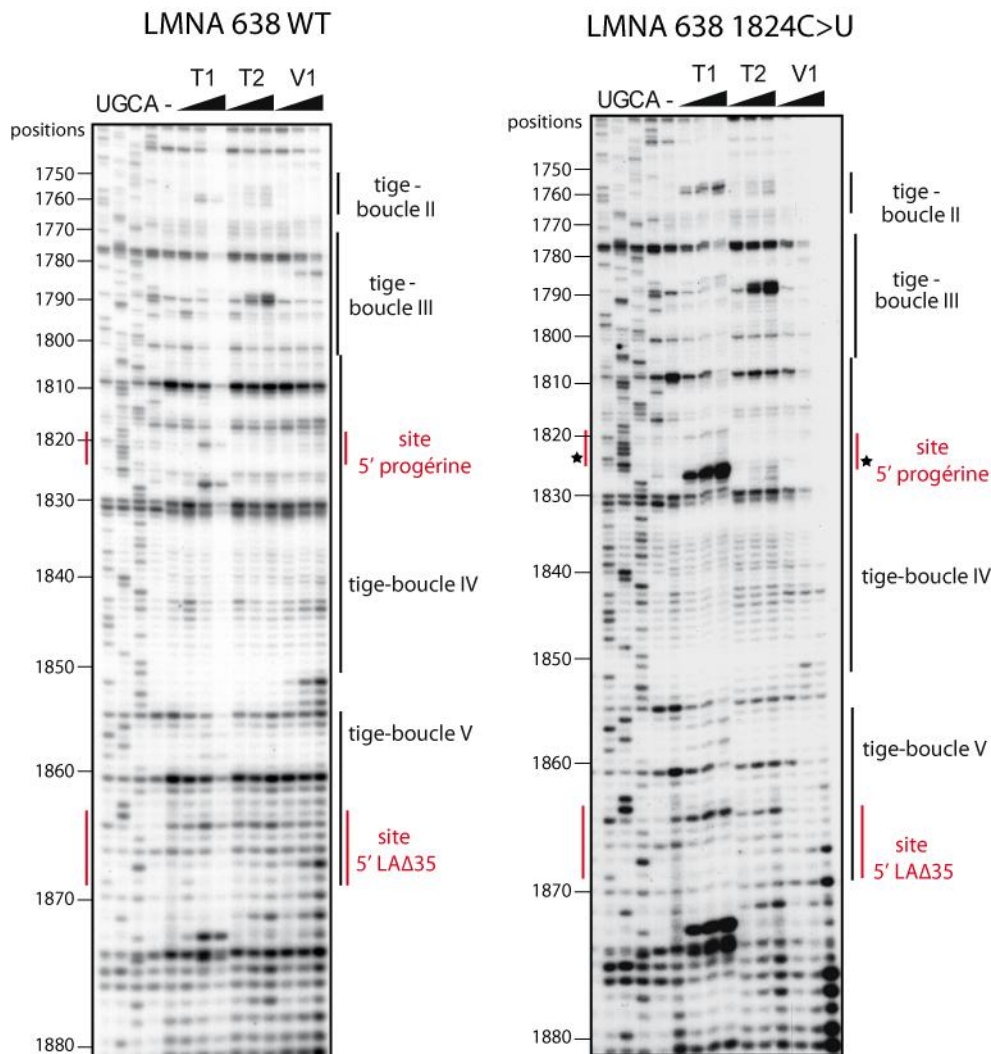 LMNA 638 WT
T1 T2 V1
UGCA -
positions
1750
1760
1770
1780
1790
1800
1810
1820
1830
1840
1850
1860
1870
1880
tige -
boucle II
tige -
boucle III
site
5' progérine
tige-boucle IV
tige-boucle V
site
5' LAΔ35
LMNA 638 1824C>U
T1 T2 V1
UGCA -
positions
1750
1760
1770
1780
1790
1800
1810
1820
1830
1840
1850
1860
1870
1880
tige -
boucle II
tige -
boucle III
site
5' progérine
tige-boucle IV
tige-boucle V
site
5' LAΔ35